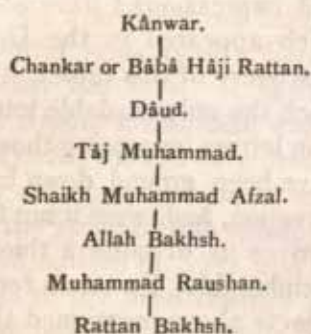 Kânwar.
Chankar or Bâbâ Hâji Rattan.
Dâud.
Tâj Muhammad.
Shaikh Muhammad Afzal.
Allah Bakhsh.
Muhammad Raushan.
Rattan Bakhsh.